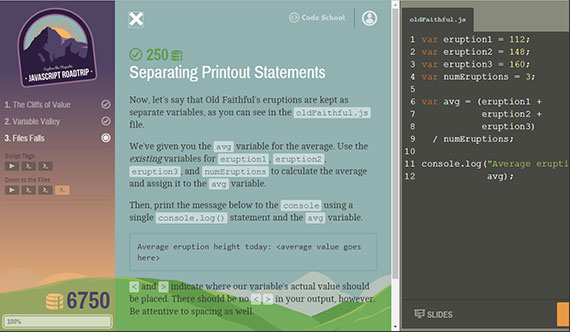 Explore the Majestic
JAVASCRIPT ROADTRIP
1. The Cliffs of Value
2. Variable Valley
3. Files Falls
Script Tags
Down to the Files
6750
100%
Code School
250
Separating Printout Statements
Now, let's say that Old Faithful's eruptions are kept as
separate variables, as you can see in the oldFaithful.js
file.
We've given you the avg variable for the average. Use the
existing variables for eruption1, eruption2,
eruption3, and numEruptions to calculate the average
and assign it to the avg variable.
Then, print the message below to the console using a
single console.log() statement and the avg variable.
Average eruption height today: <average value goes
here>
< and > indicate where our variable's actual value should
be placed. There should be no < > in your output, however.
Be attentive to spacing as well.
oldFaithful.js
1 var eruption1 = 112;
2 var eruption2 = 148;
3 var eruption3 = 160;
4 var numEruptions = 3;
5
6 var avg = (eruption1 +
7 eruption2 +
8 eruption3)
9 / numEruptions;
10
11 console.log("Average erupti
12 avg);
SLIDES